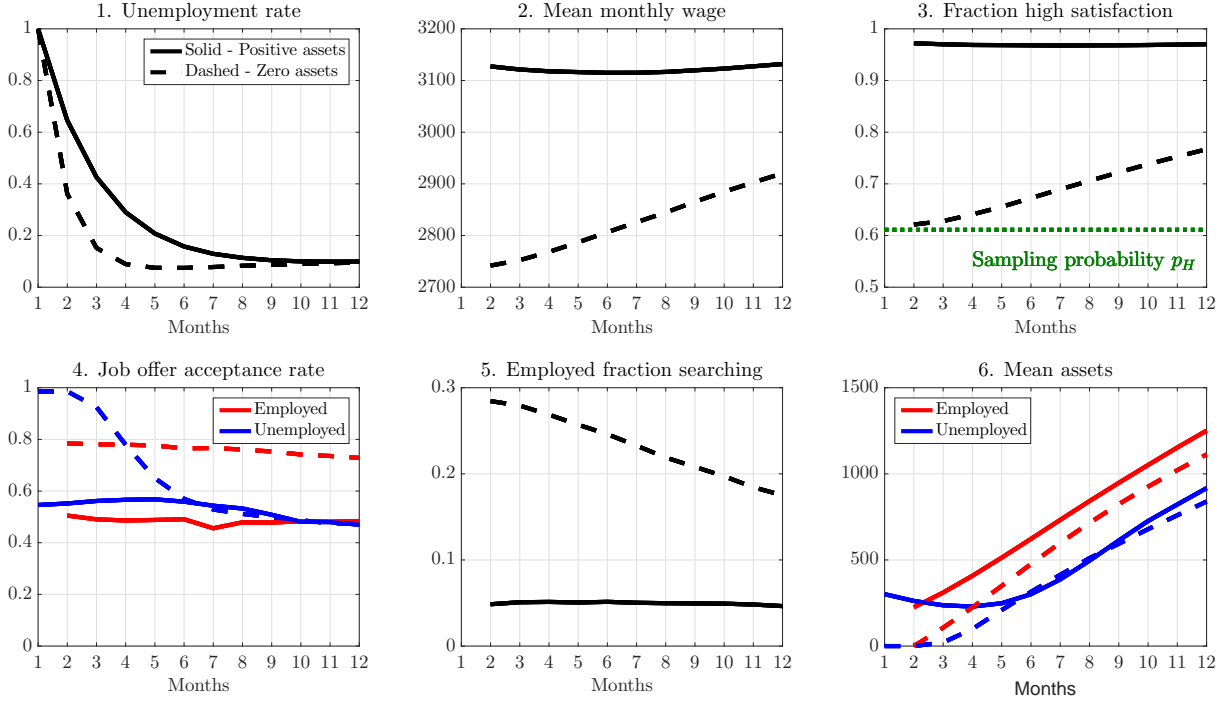 1. Unemployment rate
1
0.8
0.6
0.4
0.2
0
Solid - Positive assets
Dashed - Zero assets
1 2 3 4 5 6 7 8 9 10 11 12
Months
2. Mean monthly wage
3200
3100
3000
2900
2800
2700
1 2 3 4 5 6 7 8 9 10 11 12
Months
3. Fraction high satisfaction
1
0.9
0.8
0.7
0.6
0.5
Sampling probability pH
1 2 3 4 5 6 7 8 9 10 11 12
Months
4. Job offer acceptance rate
1
0.8
0.6
0.4
0.2
0
Employed
Unemployed
1 2 3 4 5 6 7 8 9 10 11 12
Months
5. Employed fraction searching
0.3
0.2
0.1
0
1 2 3 4 5 6 7 8 9 10 11 12
Months
6. Mean assets
1500
1000
500
0
Employed
Unemployed
1 2 3 4 5 6 7 8 9 10 11 12
Months